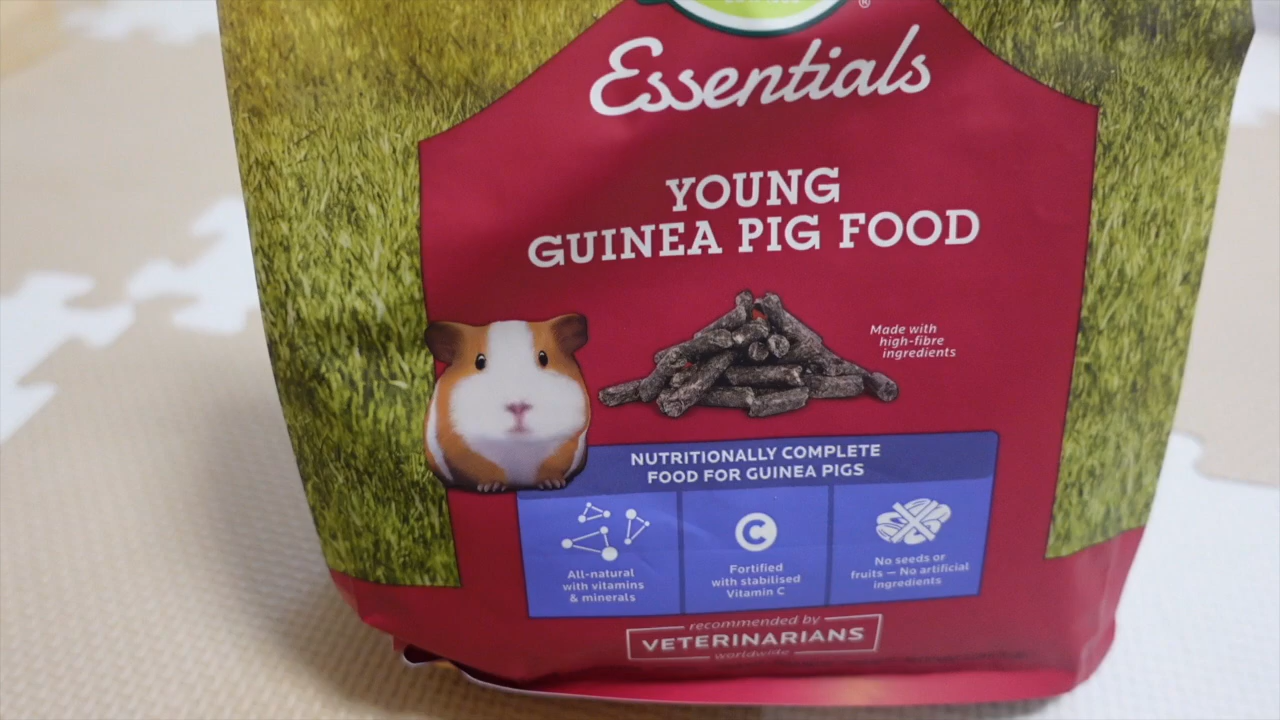 ®
Essentials
YOUNG
GUINEA PIG FOOD
Made with
high-fibre
ingredients
NUTRITIONALLY COMPLETE
FOOD FOR GUINEA PIGS
All-natural
with vitamins
& minerals
C
Fortified
with stabilised
Vitamin C
No seeds or
fruits — No artificial
ingredients
recommended by
VETERINARIANS
worldwide